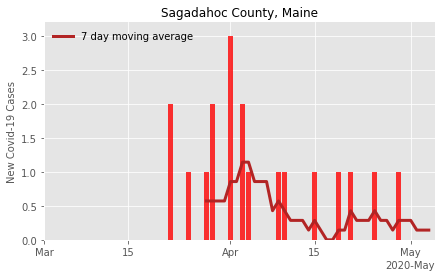 Sagadahoc County, Maine
7 day moving average
New Covid-19 Cases
3.0
2.5
2.0
1.5
1.0
0.5
0.0
Mar
15
Apr
15
May
2020-May